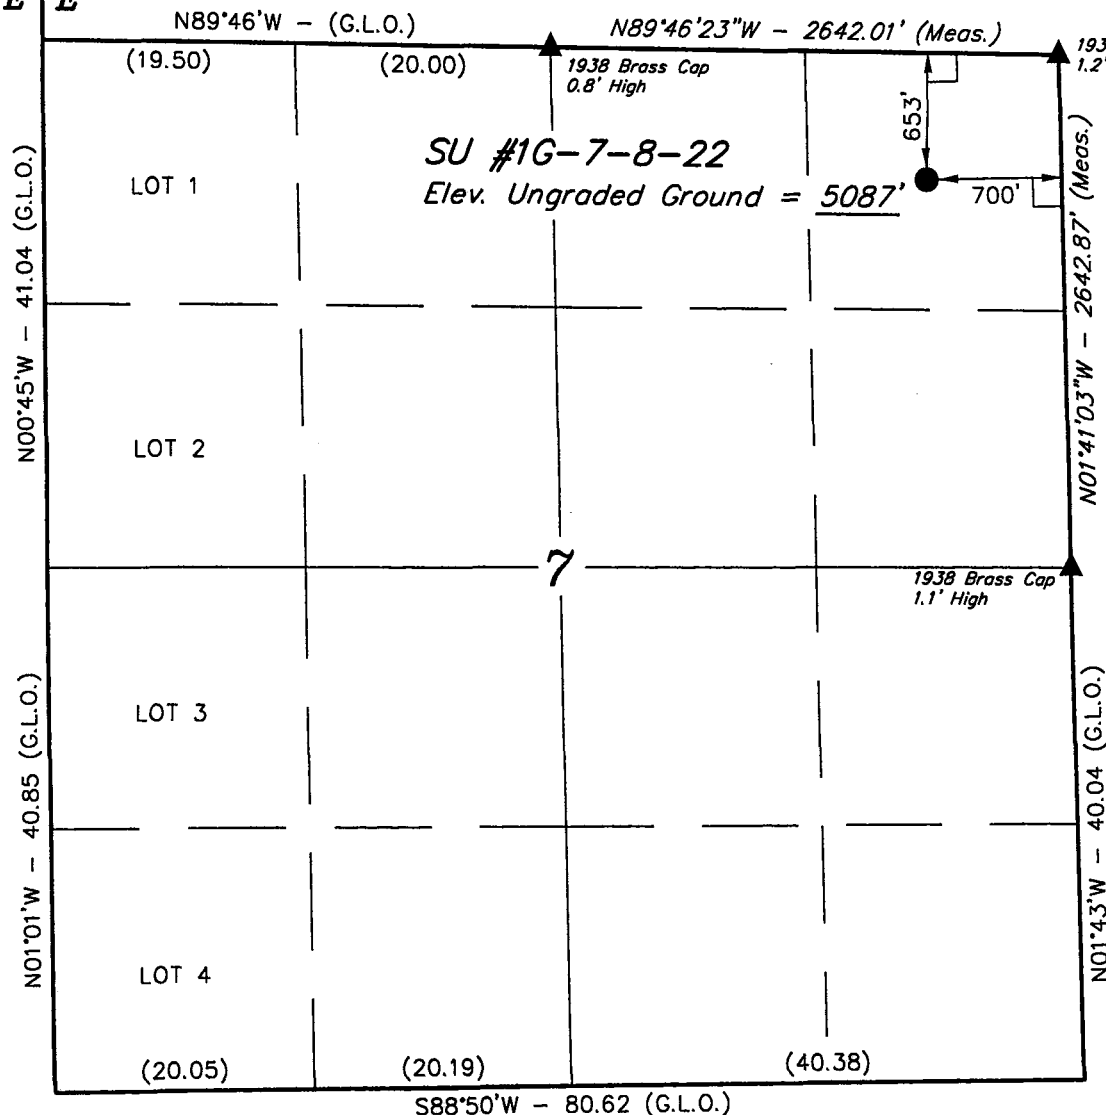 N89°46'W - (G.L.O.)
N89°46'23"W - 2642.01' (Meas.)
(19.50)
(20.00)
1938 Brass Cap
0.8' High
1.2'
653'
SU #1G-7-8-22
Elev. Ungraded Ground = 5087'
700'
LOT 1
N00°45'W - 41.04 (G.L.O.)
N01°41'03"W - 2642.87' (Meas.)
LOT 2
7
1938 Brass Cap
1.1' High
LOT 3
N01°01'W - 40.85 (G.L.O.)
N01°43'W - 40.04 (G.L.O.)
LOT 4
(20.05)
(20.19)
(40.38)
S88°50'W - 80.62 (G.L.O.)